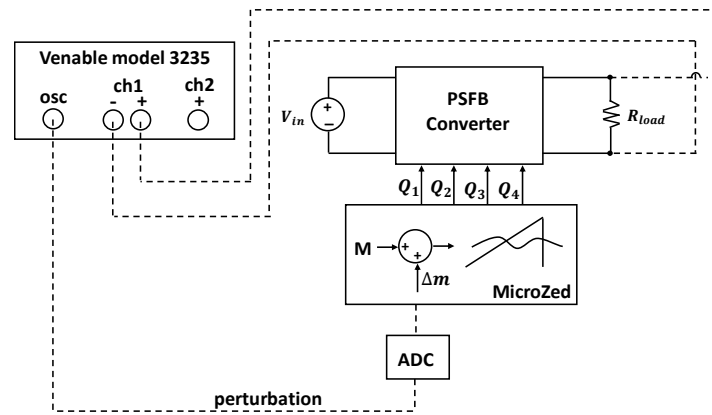 Venable model 3235
osc
ch1
ch2
- +
+
V_in
+
−
PSFB
Converter
R_load
Q_1 Q_2 Q_3 Q_4
M
+
+
Δm
MicroZed
ADC
perturbation